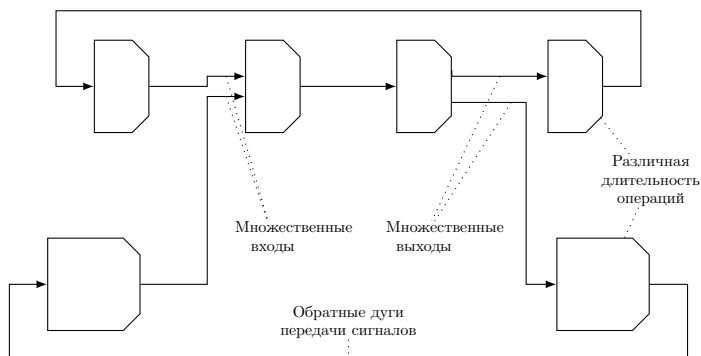 Различная
длительность
операций
Множественные
входы
Множественные
выходы
Обратные дуги
передачи сигналов